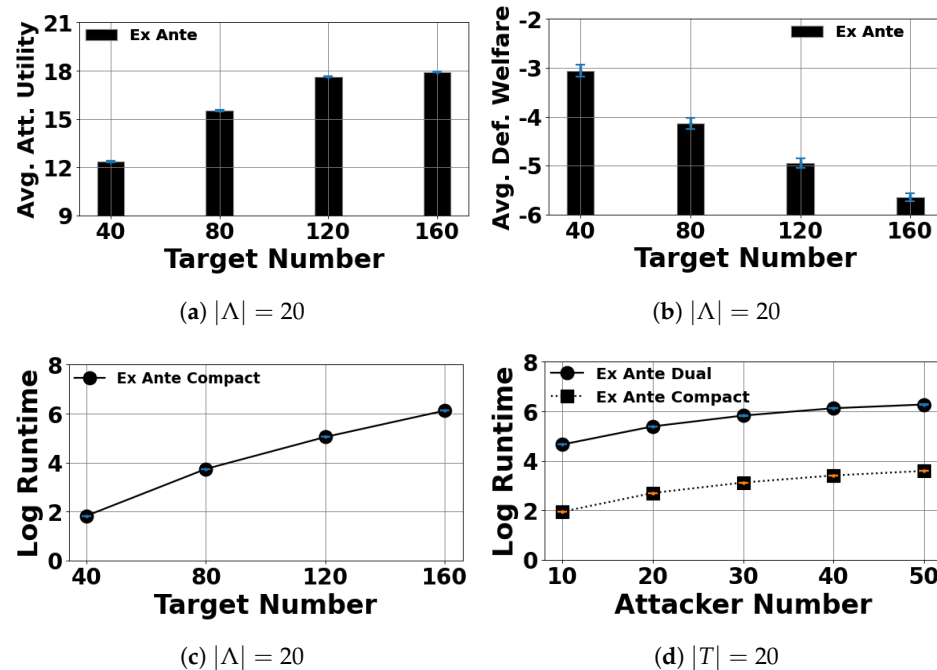 21
18
15
12
9
Avg. Att. Utility
Ex Ante
40 80 120 160
Target Number
(a) |Λ| = 20
-2
-3
-4
-5
-6
Avg. Def. Welfare
Ex Ante
40 80 120 160
Target Number
(b) |Λ| = 20
8
6
4
2
0
Log Runtime
Ex Ante Compact
40 80 120 160
Target Number
(c) |Λ| = 20
8
6
4
2
0
Log Runtime
Ex Ante Dual
Ex Ante Compact
10 20 30 40 50
Attacker Number
(d) |T| = 20